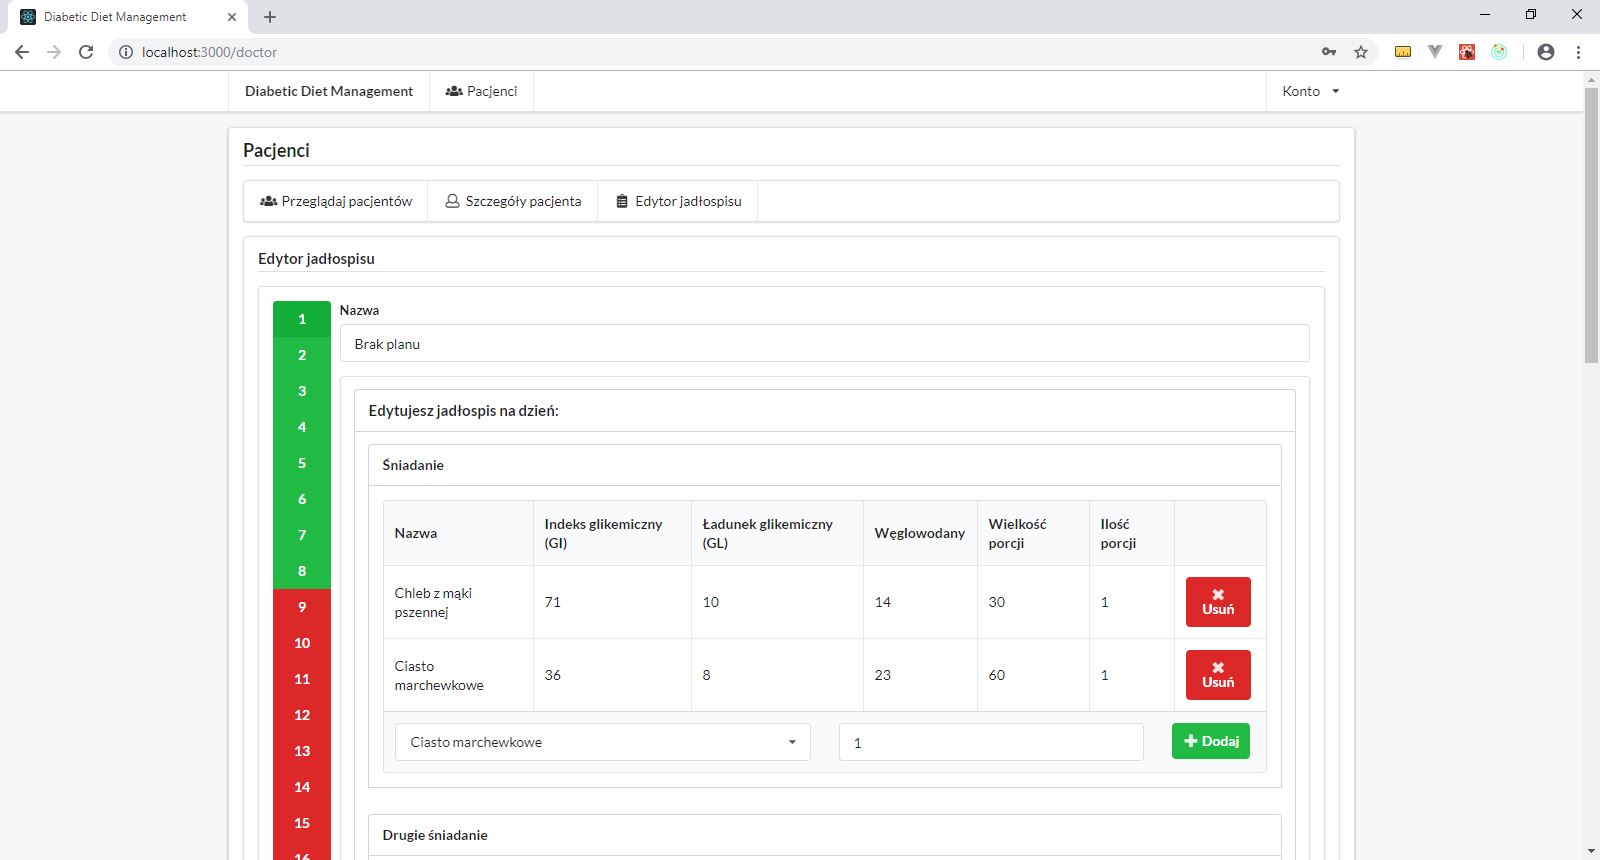 Diabetic Diet Management
localhost:3000/doctor
Diabetic Diet Management Pacjenci Konto
Pacjenci
Przeglądaj pacjentów Szczegóły pacjenta Edytor jadłospisu
Edytor jadłospisu
1
2
3
4
5
6
7
8
9
10
11
12
13
14
15
16
Nazwa
Brak planu
Edytujesz jadłospis na dzień:
Śniadanie
Nazwa Indeks glikemiczny (GI) Ładunek glikemiczny (GL) Węglowodany Wielkość porcji Ilość porcji
Chleb z mąki pszennej 71 10 14 30 1 Usuń
Ciasto marchewkowe 36 8 23 60 1 Usuń
Ciasto marchewkowe 1 Dodaj
Drugie śniadanie